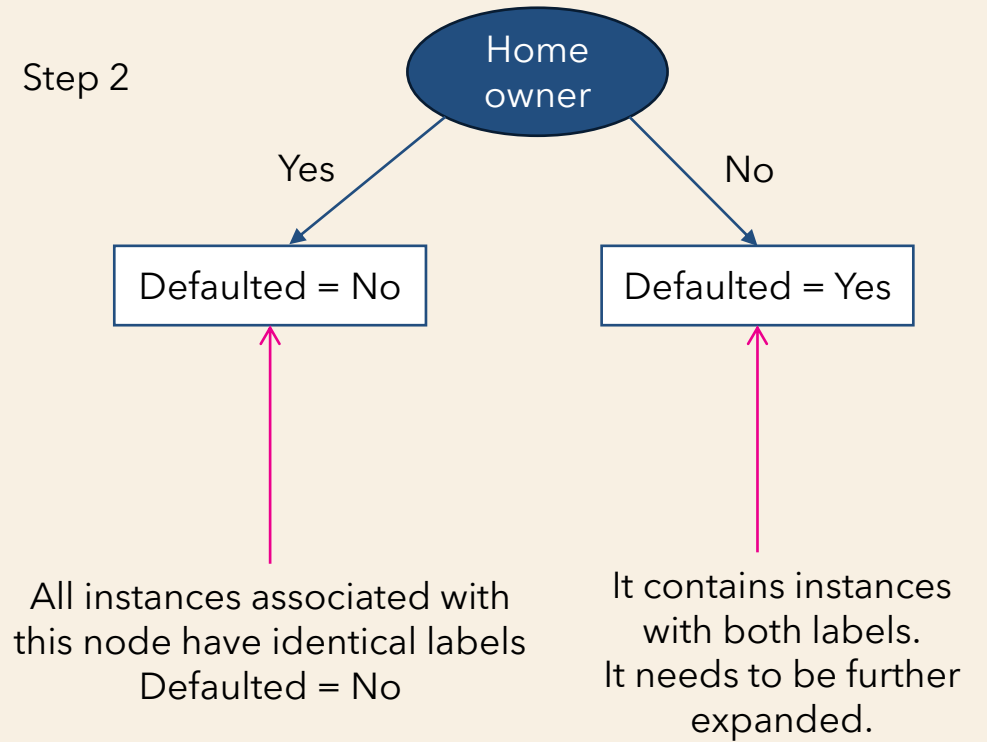 Step 2
Home
owner
Yes
No
Defaulted = No
Defaulted = Yes
All instances associated with
this node have identical labels
Defaulted = No
It contains instances
with both labels.
It needs to be further
expanded.